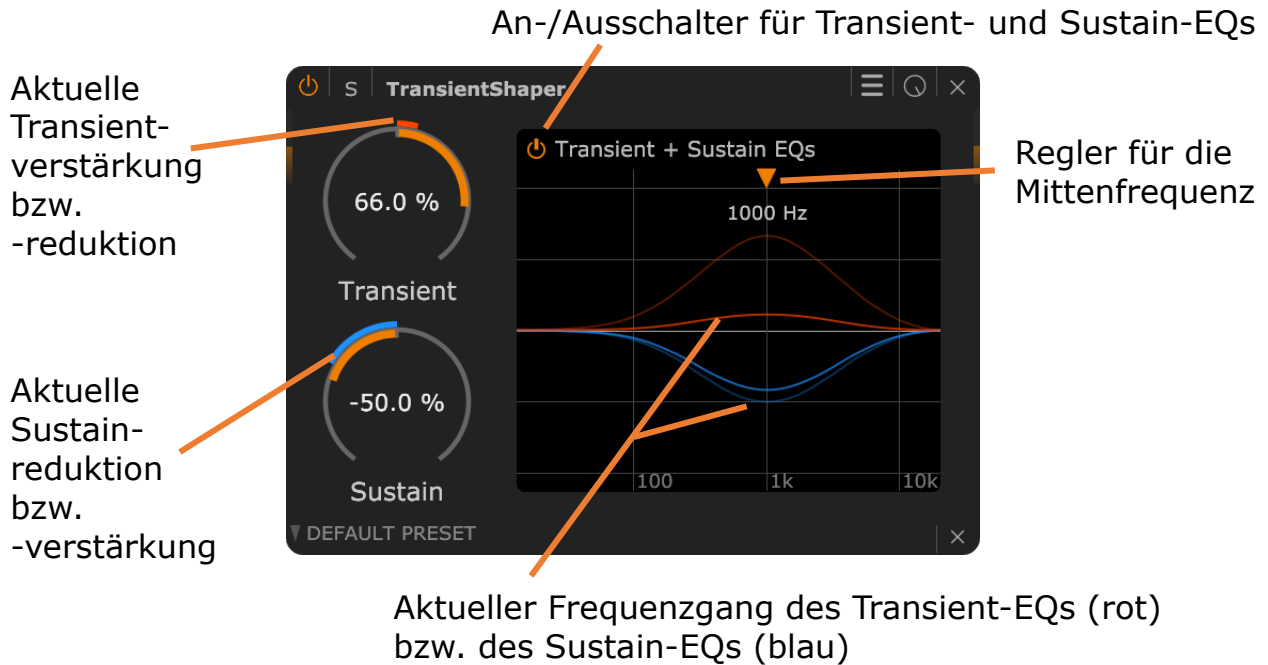 An-/Ausschalter für Transient- und Sustain-EQs
Aktuelle
Transient-
verstärkung
bzw.
-reduktion
S TransientShaper
Transient + Sustain EQs
1000 Hz
66.0 %
Transient
Regler für die
Mittenfrequenz
Aktuelle
Sustain-
reduktion
bzw.
-verstärkung
-50.0 %
Sustain
100 1k 10k
DEFAULT PRESET
Aktueller Frequenzgang des Transient-EQs (rot)
bzw. des Sustain-EQs (blau)